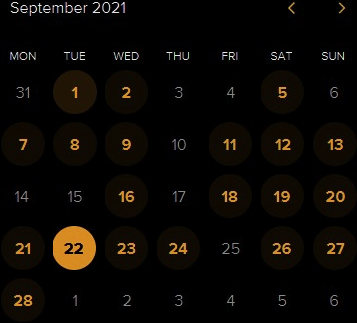 September 2021
MON TUE WED THU FRI SAT SUN
31 1 2 3 4 5 6
7 8 9 10 11 12 13
14 15 16 17 18 19 20
21 22 23 24 25 26 27
28 1 2 3 4 5 6